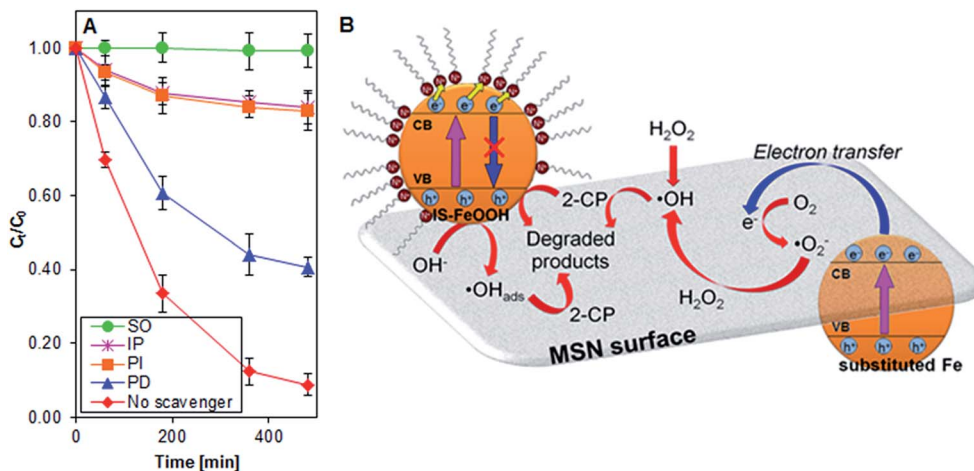 A
1.00
0.80
0.60
0.40
0.20
0.00
Cₜ/C₀
SO
IP
PI
PD
No scavenger
0
200
400
Time [min]
B
N⁺ N⁺ N⁺ N⁺ N⁺ N⁺ N⁺ N⁺ N⁺ N⁺ N⁺ N⁺ N⁺ N⁺
e⁻ e⁻ e⁻
CB
VB
h⁺ h⁺ h⁺
IS-FeOOH
OH⁻
•OHads
2-CP
2-CP
Degraded
products
•OH
H₂O₂
H₂O₂
Electron transfer
e⁻
O₂
•O₂⁻
e⁻ e⁻ e⁻
CB
VB
h⁺ h⁺ h⁺
substituted Fe
MSN surface